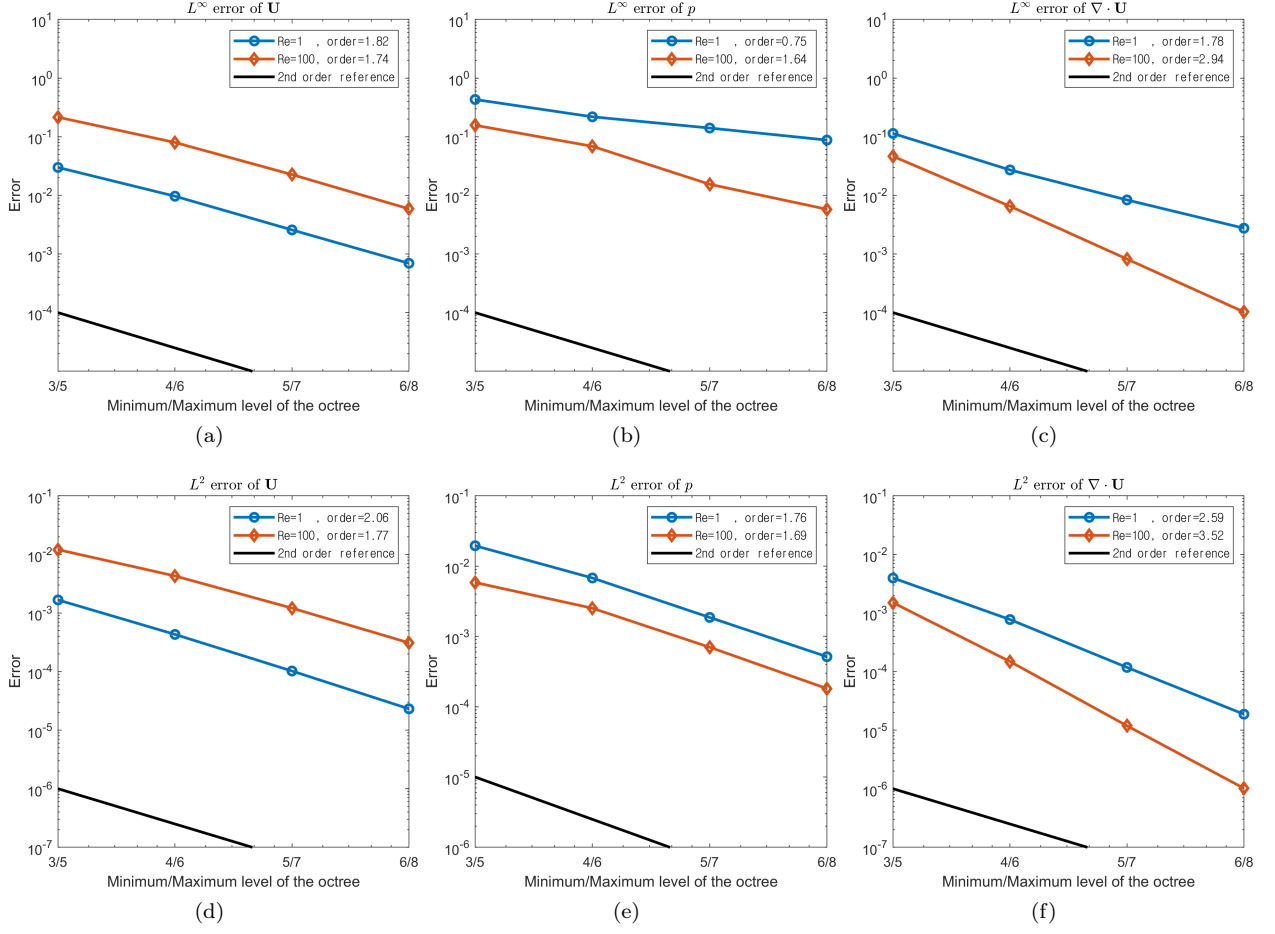 L^∞ error of U
10^1
10^0
10^-1
10^-2
10^-3
10^-4
Error
Re=1 , order=1.82
Re=100, order=1.74
2nd order reference
3/5 4/6 5/7 6/8
Minimum/Maximum level of the octree
(a)
L^∞ error of p
10^1
10^0
10^-1
10^-2
10^-3
10^-4
Error
Re=1 , order=0.75
Re=100, order=1.64
2nd order reference
3/5 4/6 5/7 6/8
Minimum/Maximum level of the octree
(b)
L^∞ error of ∇ · U
10^1
10^0
10^-1
10^-2
10^-3
10^-4
Error
Re=1 , order=1.78
Re=100, order=2.94
2nd order reference
3/5 4/6 5/7 6/8
Minimum/Maximum level of the octree
(c)
L^2 error of U
10^-1
10^-2
10^-3
10^-4
10^-5
10^-6
10^-7
Error
Re=1 , order=2.06
Re=100, order=1.77
2nd order reference
3/5 4/6 5/7 6/8
Minimum/Maximum level of the octree
(d)
L^2 error of p
10^-1
10^-2
10^-3
10^-4
10^-5
10^-6
Error
Re=1 , order=1.76
Re=100, order=1.69
2nd order reference
3/5 4/6 5/7 6/8
Minimum/Maximum level of the octree
(e)
L^2 error of ∇ · U
10^-1
10^-2
10^-3
10^-4
10^-5
10^-6
10^-7
Error
Re=1 , order=2.59
Re=100, order=3.52
2nd order reference
3/5 4/6 5/7 6/8
Minimum/Maximum level of the octree
(f)